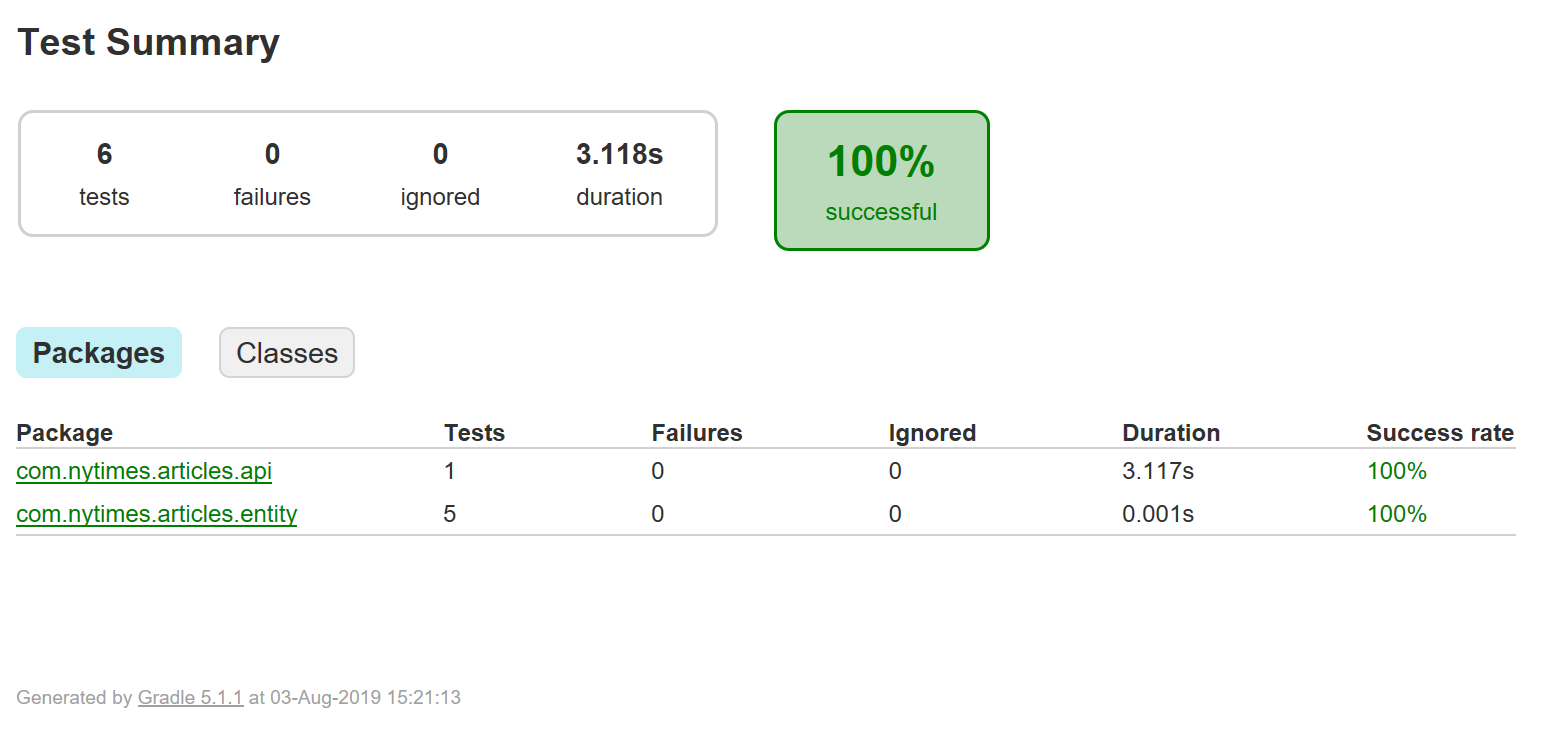 Test Summary
6 0 0 3.118s
tests failures ignored duration
100%
successful
Packages Classes
Package Tests Failures Ignored Duration Success rate
com.nytimes.articles.api 1 0 0 3.117s 100%
com.nytimes.articles.entity 5 0 0 0.001s 100%
Generated by Gradle 5.1.1 at 03-Aug-2019 15:21:13